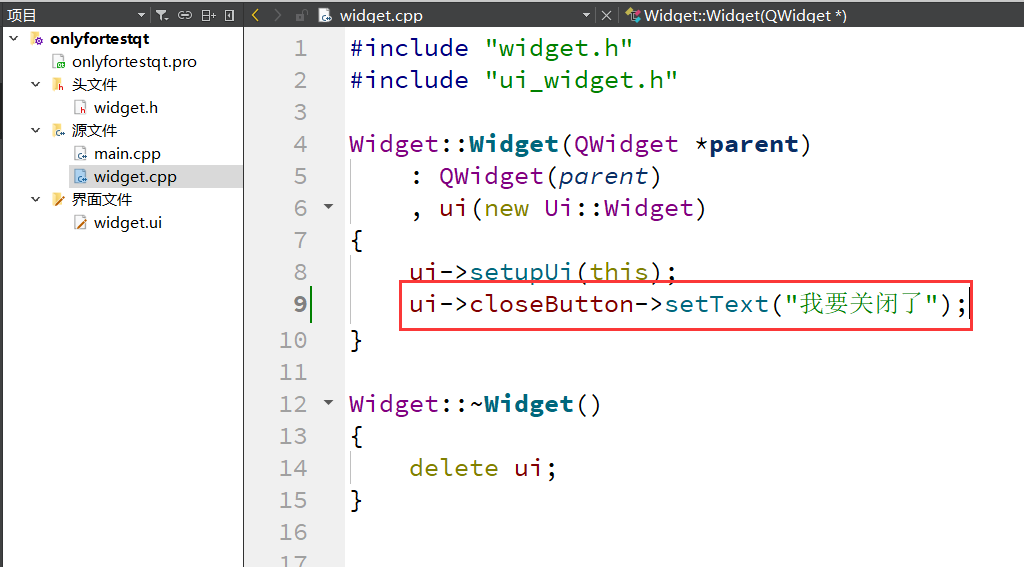 项目
widget.cpp
Widget::Widget(QWidget *)
onlyfortestqt
onlyfortestqt.pro
头文件
widget.h
源文件
main.cpp
widget.cpp
界面文件
widget.ui
1 #include "widget.h"
2 #include "ui_widget.h"
3
4 Widget::Widget(QWidget *parent)
5 : QWidget(parent)
6 , ui(new Ui::Widget)
7 {
8 ui->setupUi(this);
9 ui->closeButton->setText("我要关闭了");
10 }
11
12 Widget::~Widget()
13 {
14 delete ui;
15 }
16
17